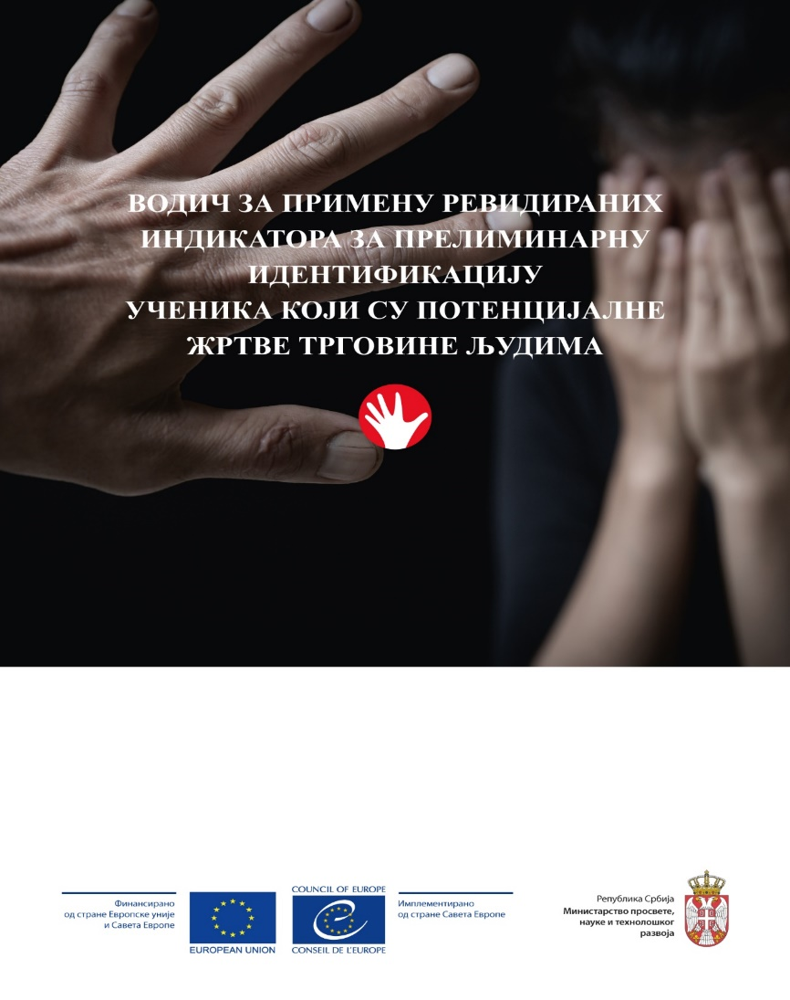 ВОДИЧ ЗА ПРИМЕНУ РЕВИДИРАНИХ
ИНДИКАТОРА ЗА ПРЕЛИМИНАРНУ
ИДЕНТИФИКАЦИЈУ
УЧЕНИКА КОЈИ СУ ПОТЕНЦИЈАЛНЕ
ЖРТВЕ ТРГОВИНЕ ЉУДИМА
Финансирано
од стране Европске уније
и Савета Европе
EUROPEAN UNION
COUNCIL OF EUROPE
CONSEIL DE L'EUROPE
Имплементирано
од стране Савета Европе
Република Србија
Министарство просвете,
науке и технолошког
развоја